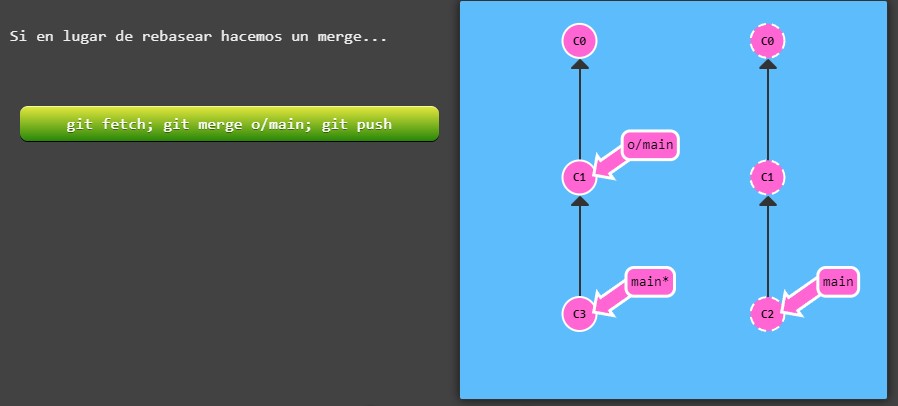 Si en lugar de rebasear hacemos un merge...
git fetch; git merge o/main; git push
C0
C0
o/main
C1
C1
main*
main
C3
C2